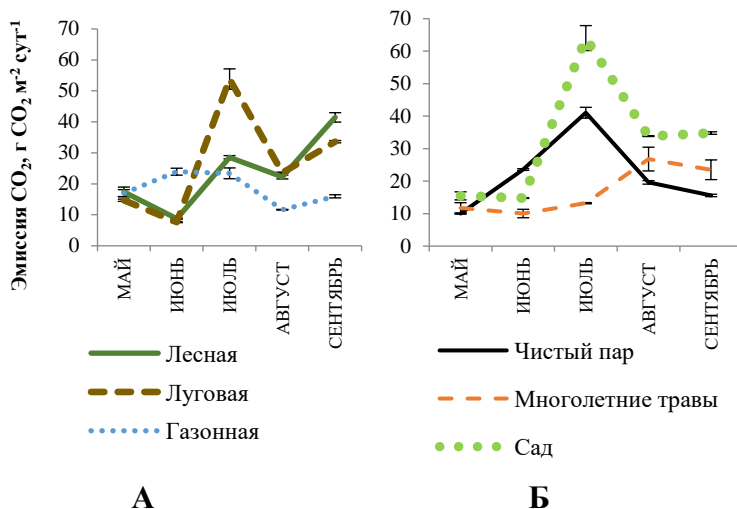 Эмиссия CO₂, г CO₂ м⁻² сут⁻¹
70
60
50
40
30
20
10
0
МАЙ
ИЮНЬ
ИЮЛЬ
АВГУСТ
СЕНТЯБРЬ
Лесная
Луговая
Газонная
А
70
60
50
40
30
20
10
0
МАЙ
ИЮНЬ
ИЮЛЬ
АВГУСТ
СЕНТЯБРЬ
Чистый пар
Многолетние травы
Сад
Б